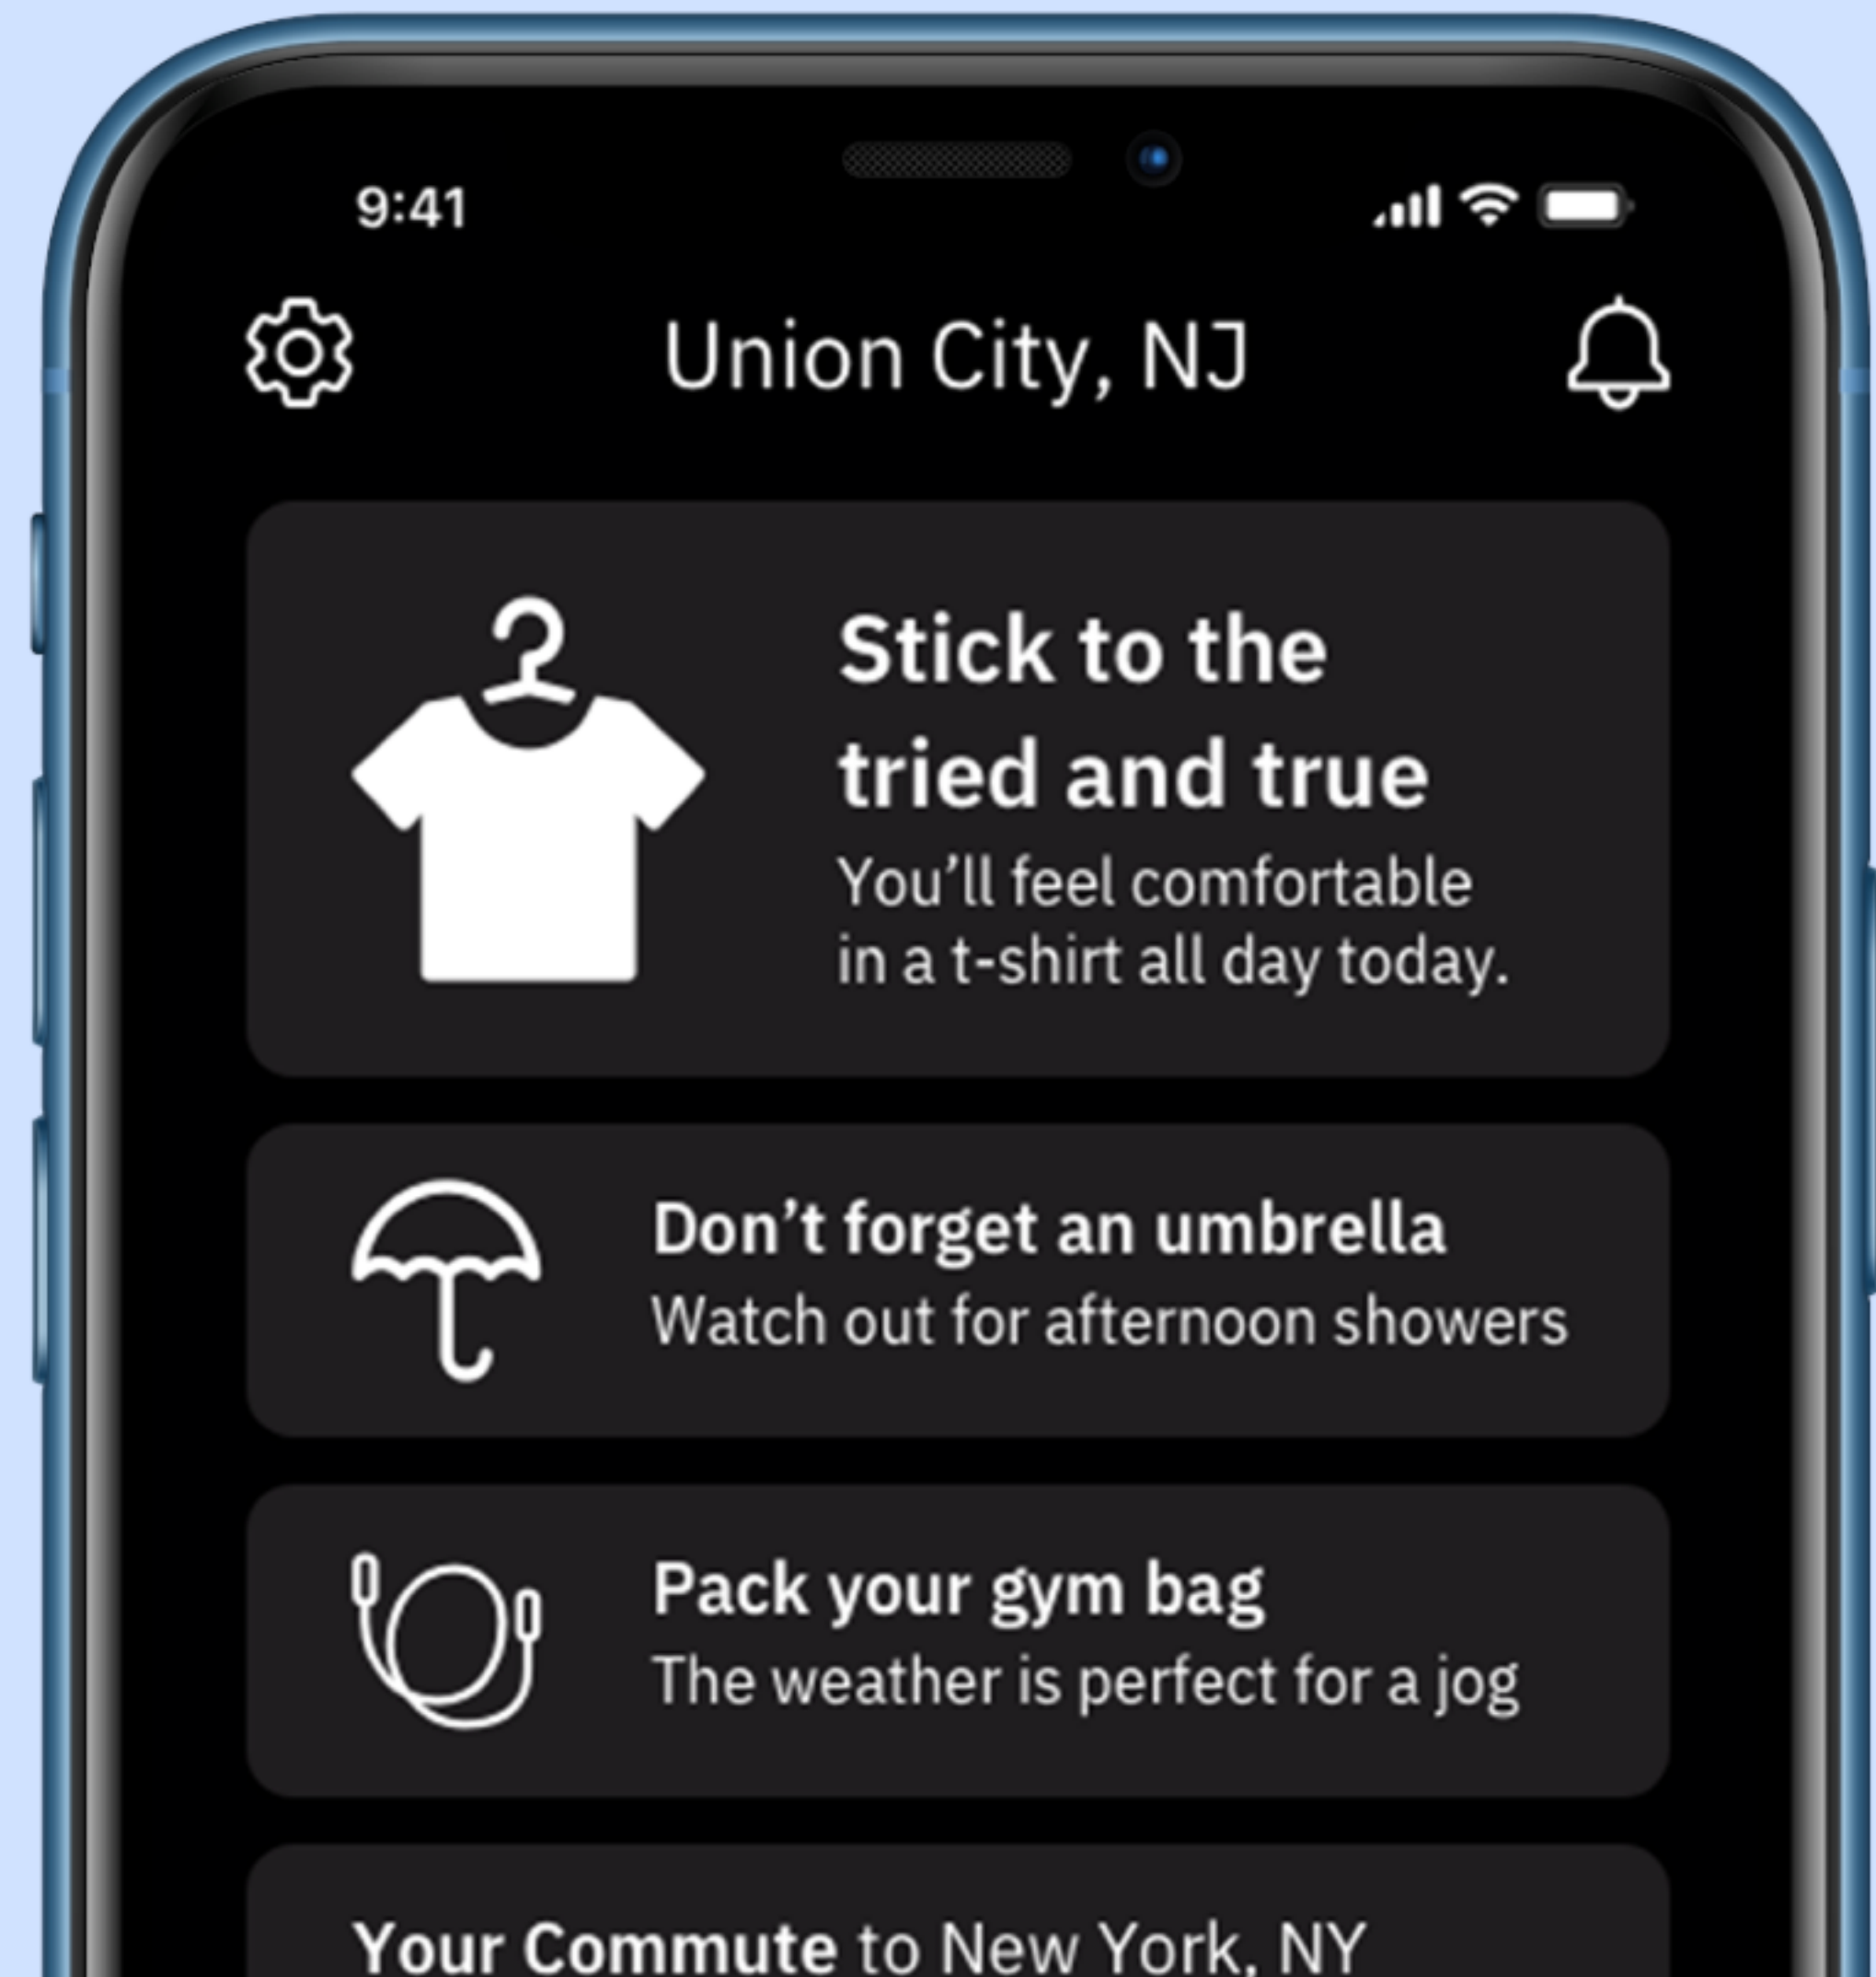 9:41
Union City, NJ
Stick to the
tried and true
You’ll feel comfortable
in a t-shirt all day today.
Don’t forget an umbrella
Watch out for afternoon showers
Pack your gym bag
The weather is perfect for a jog
Your Commute to New York, NY